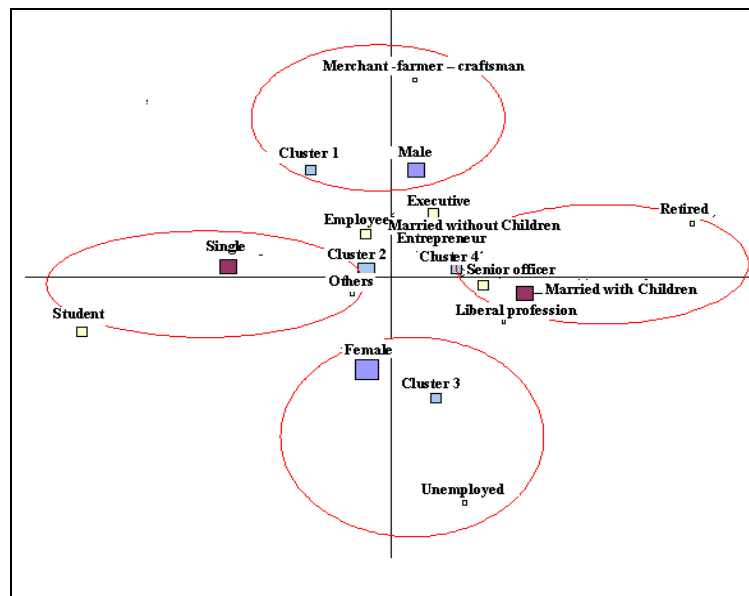 Merchant -farmer – craftsman
Cluster 1
Male
Executive
Retired
Employee
Married without Children
Entrepreneur
Single
Cluster 2
Cluster 4
Senior officer
Others
Married with Children
Student
Liberal profession
Female
Cluster 3
Unemployed